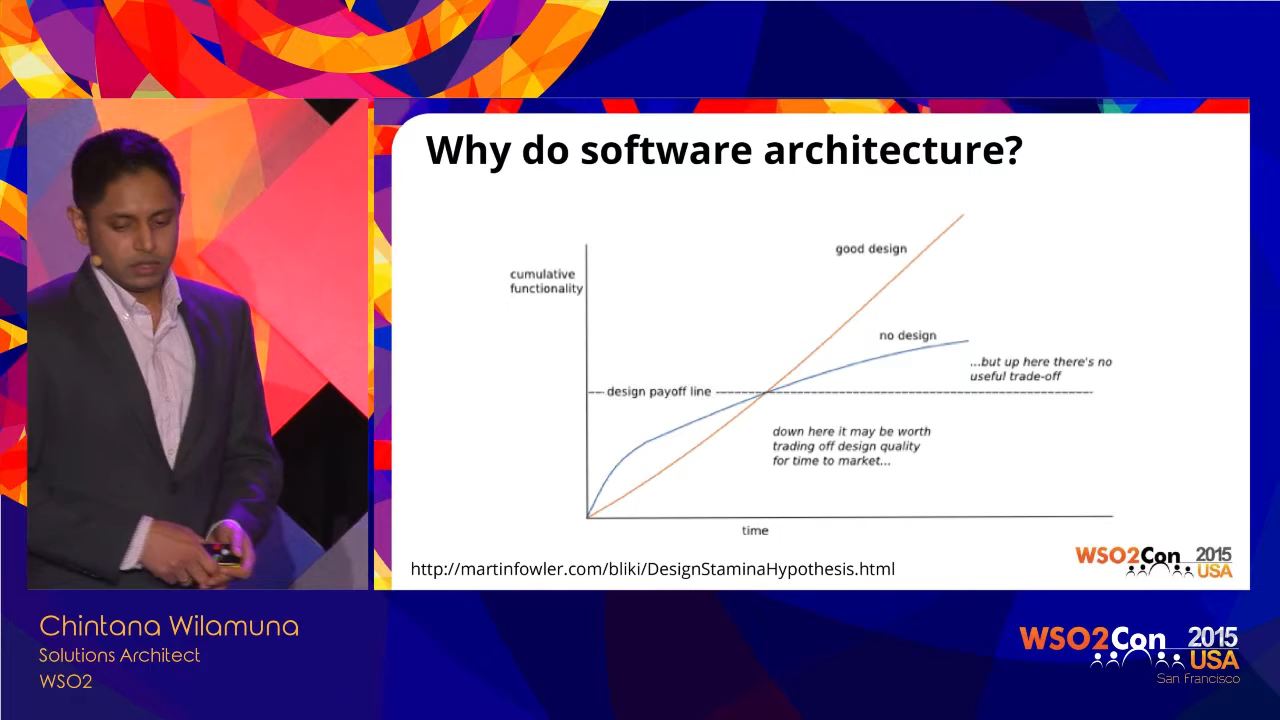 Why do software architecture?
good design
cumulative
functionality
no design
...but up here there's no
useful trade-off
design payoff line
down here it may be worth
trading off design quality
for time to market...
time
http://martinfowler.com/bliki/DesignStaminaHypothesis.html
WSO2Con 2015
USA
Chintana Wilamuna
Solutions Architect
WSO2
WSO2Con 2015
USA
San Francisco